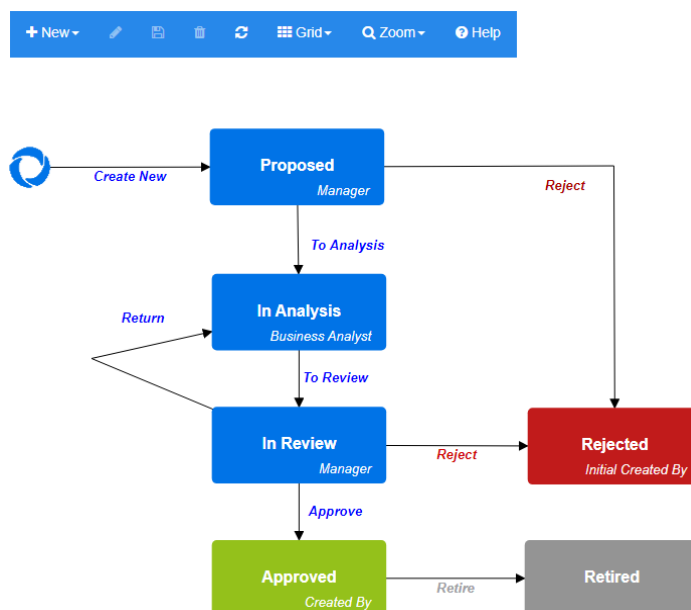 New
Grid
Zoom
Help
Create New
Proposed
Manager
Reject
To Analysis
In Analysis
Business Analyst
Return
To Review
In Review
Manager
Reject
Rejected
Initial Created By
Approve
Approved
Created By
Retire
Retired